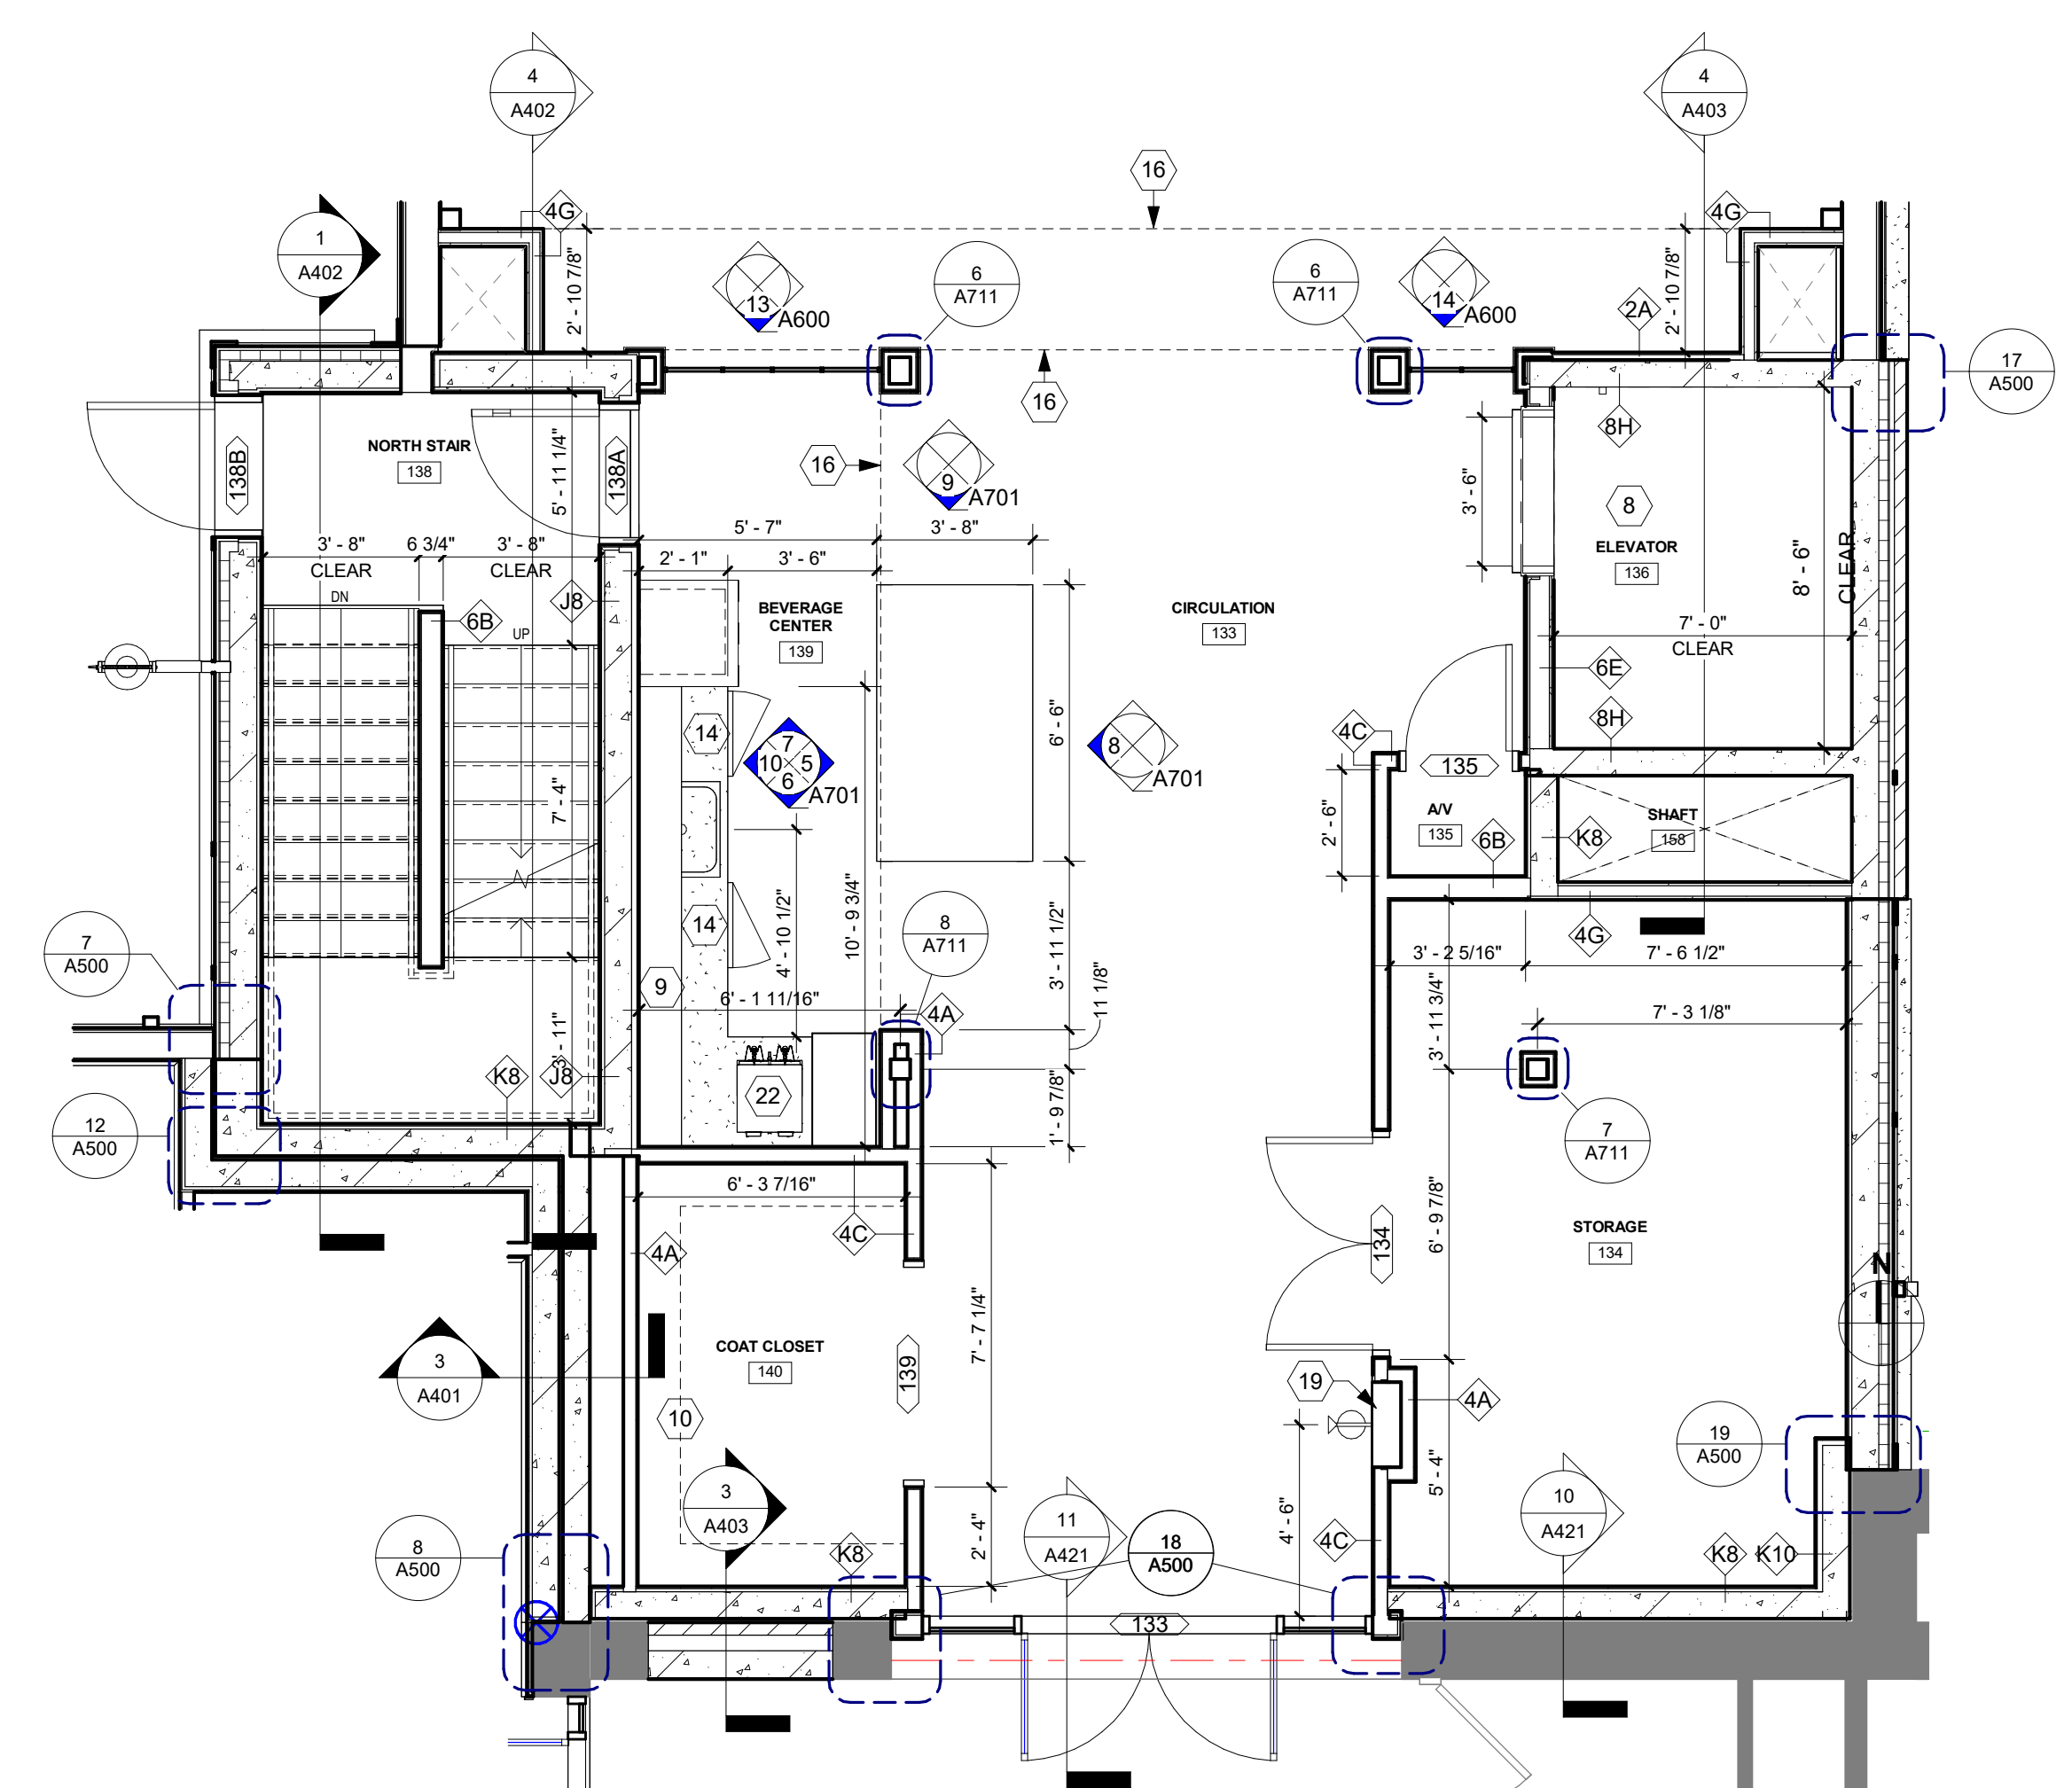 4
A402
4
A403
16
1
A402
4G
4G
2' - 10 7/8"
13
A600
6
A711
6
A711
14
A600
2A
2' - 10 7/8"
17
A500
16
8H
NORTH STAIR
138
138B
138A
5' - 11 1/4"
16
9
A701
3' - 6"
8
ELEVATOR
136
8' - 6"
CLEAR
3' - 8"
CLEAR
6 3/4"
3' - 8"
CLEAR
5' - 7"
3' - 8"
2' - 1"
3' - 6"
DN
UP
6B
J8
BEVERAGE
CENTER
139
CIRCULATION
133
7' - 0"
CLEAR
6E
8H
14
7
10
5
6
A701
6' - 6"
8
A701
4C
135
7' - 4"
A/V
135
2' - 6"
6B
K8
SHAFT
158
14
4' - 10 1/2"
10' - 9 3/4"
8
A711
3' - 11 1/2"
11 1/8"
4G
7
A500
9
6' - 1 11/16"
4A
3' - 2 5/16"
7' - 6 1/2"
3' - 11 3/4"
7' - 3 1/8"
3' - 11"
K8
J8
22
1' - 9 7/8"
12
A500
7
A711
6' - 3 7/16"
4C
4A
134
6' - 9 7/8"
STORAGE
134
N
3
A401
COAT CLOSET
140
139
7' - 7 1/4"
10
19
4A
19
A500
3
A403
2' - 4"
11
A421
18
A500
4' - 6"
5' - 4"
4C
10
A421
8
A500
K8
K8
K10
133